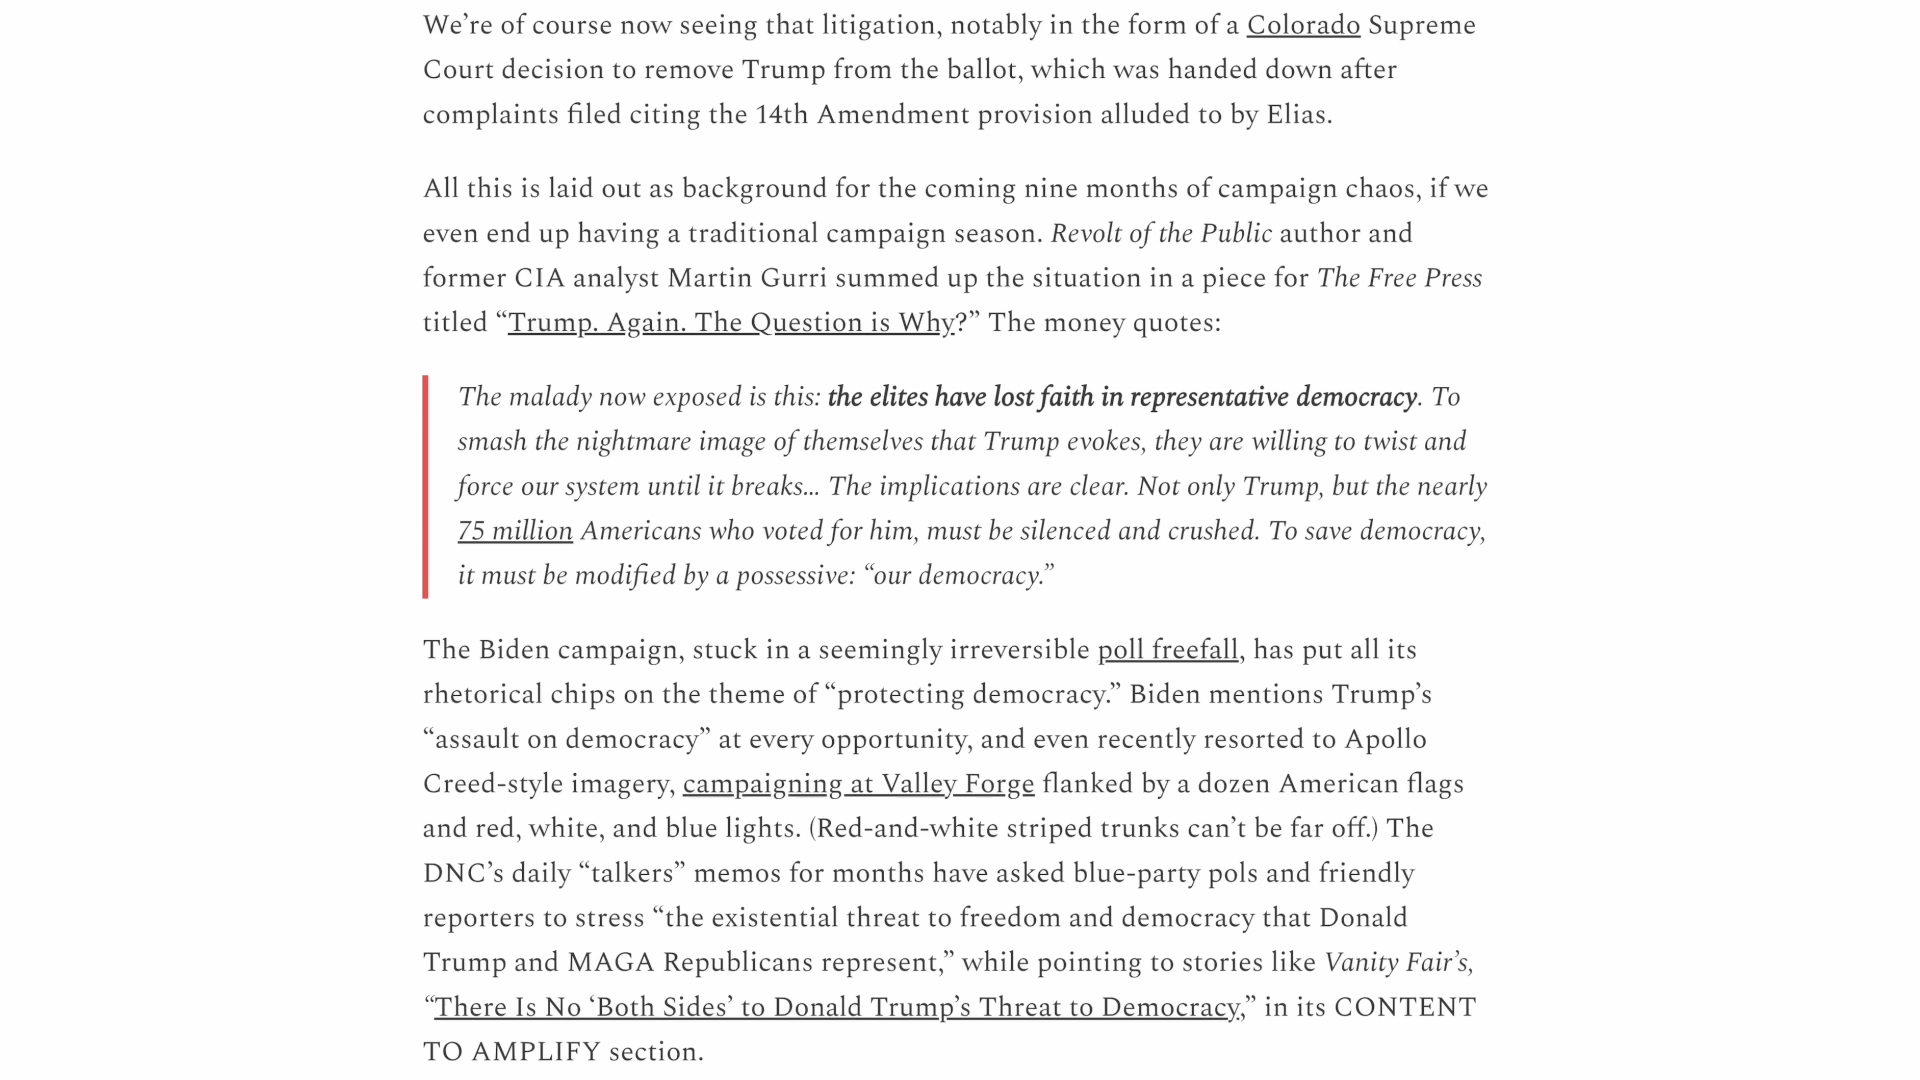 We’re of course now seeing that litigation, notably in the form of a Colorado Supreme
Court decision to remove Trump from the ballot, which was handed down after
complaints filed citing the 14th Amendment provision alluded to by Elias.
All this is laid out as background for the coming nine months of campaign chaos, if we
even end up having a traditional campaign season. Revolt of the Public author and
former CIA analyst Martin Gurri summed up the situation in a piece for The Free Press
titled “Trump. Again. The Question is Why?” The money quotes:
The malady now exposed is this: the elites have lost faith in representative democracy. To
smash the nightmare image of themselves that Trump evokes, they are willing to twist and
force our system until it breaks… The implications are clear. Not only Trump, but the nearly
75 million Americans who voted for him, must be silenced and crushed. To save democracy,
it must be modified by a possessive: “our democracy.”
The Biden campaign, stuck in a seemingly irreversible poll freefall, has put all its
rhetorical chips on the theme of “protecting democracy.” Biden mentions Trump’s
“assault on democracy” at every opportunity, and even recently resorted to Apollo
Creed-style imagery, campaigning at Valley Forge flanked by a dozen American flags
and red, white, and blue lights. (Red-and-white striped trunks can’t be far off.) The
DNC’s daily “talkers” memos for months have asked blue-party pols and friendly
reporters to stress “the existential threat to freedom and democracy that Donald
Trump and MAGA Republicans represent,” while pointing to stories like Vanity Fair’s,
“There Is No ‘Both Sides’ to Donald Trump’s Threat to Democracy,” in its CONTENT
TO AMPLIFY section.